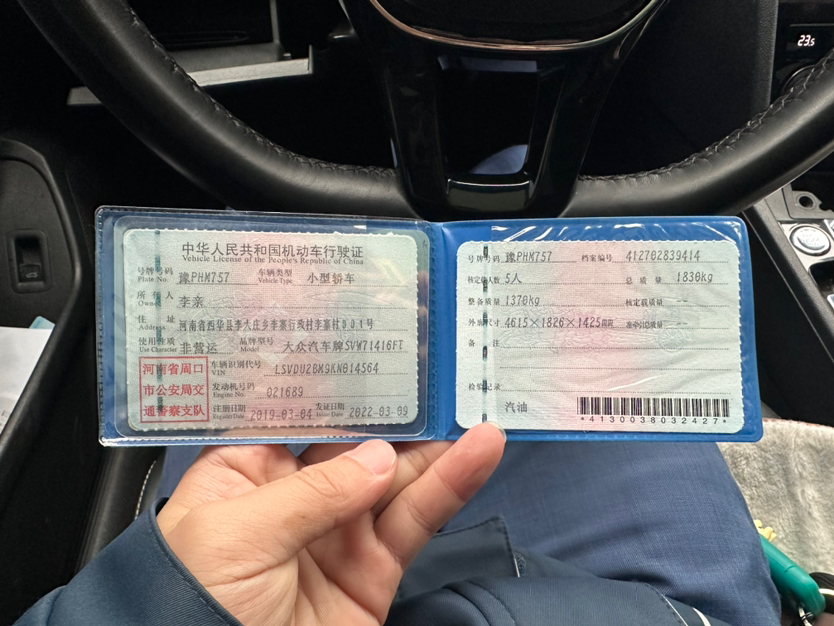 23.5
中华人民共和国机动车行驶证
Vehicle License of the People's Republic of China
号牌号码 豫PHM757 车辆类型 小型轿车
Plate No. Vehicle Type
所有人 李亲
Owner
住址 河南省西华县李大庄乡李寨行政村李寨村001号
Address
使用性质 非营运 品牌型号 大众汽车牌SVW71416FT
Use Character Model
河南省周口
市公安局交
通警察支队
车辆识别代号
VIN
发动机号码 021689
Engine No.
注册日期 2019-03-04 发证日期 2022-03-09
Register Date Issue Date
号牌号码 豫PHM757 档案编号 412702839414
核定载人数 5人 总质量 1830kg
整备质量 1370kg 核定载质量 --
外廓尺寸 4615×1826×1425mm 准牵引总质量 --
备注
检验记录
汽油
*4130038032427*